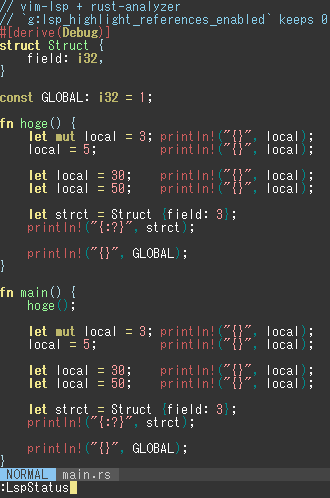 // vim-lsp + rust-analyzer
// `g:lsp_highlight_references_enabled` keeps 0
#[derive(Debug)]
struct Struct {
    field: i32,
}

const GLOBAL: i32 = 1;

fn hoge() {
    let mut local = 3; println!("{}", local);
    local = 5;         println!("{}", local);

    let local = 30;    println!("{}", local);
    let local = 50;    println!("{}", local);

    let strct = Struct {field: 3};
    println!("{:?}", strct);

    println!("{}", GLOBAL);
}

fn main() {
    hoge();

    let mut local = 3; println!("{}", local);
    local = 5;         println!("{}", local);

    let local = 30;    println!("{}", local);
    let local = 50;    println!("{}", local);

    let strct = Struct {field: 3};
    println!("{:?}", strct);

    println!("{}", GLOBAL);
}
NORMAL main.rs
:LspStatus